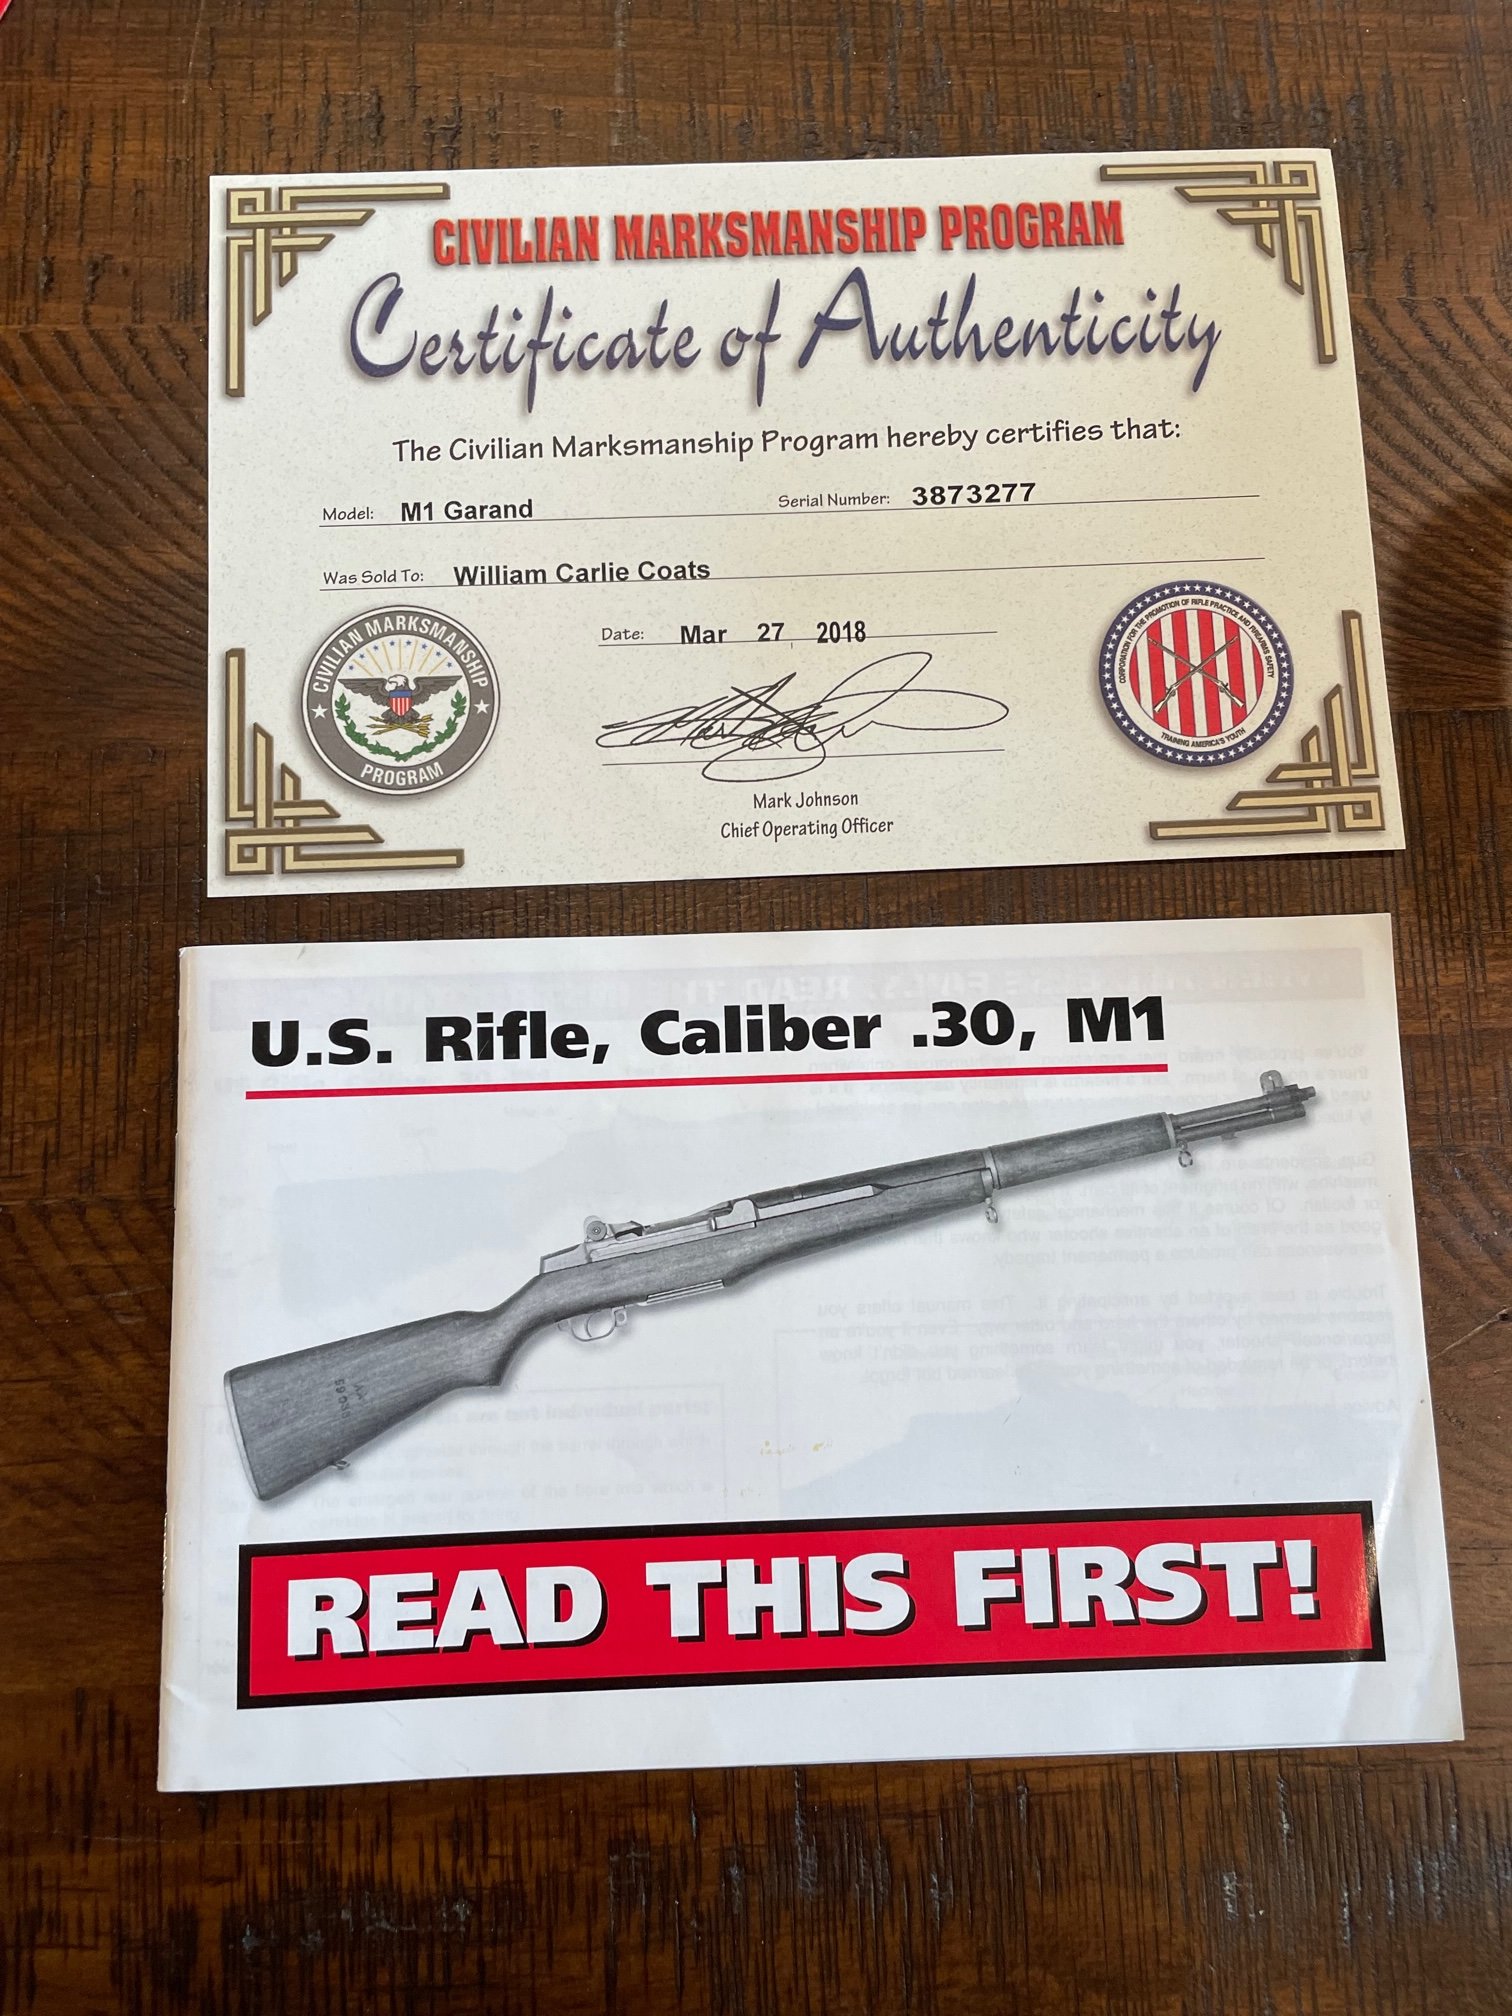 CIVILIAN MARKSMANSHIP PROGRAM
Certificate of Authenticity
The Civilian Marksmanship Program hereby certifies that:
Model: M1 Garand Serial Number: 3873277
Was Sold To: William Carlie Coats
Date: Mar 27, 2018
CIVILIAN MARKSMANSHIP
PROGRAM
CORPORATION FOR THE PROMOTION OF RIFLE PRACTICE AND FIREARMS SAFETY
TRAINING AMERICA'S YOUTH
Mark Johnson
Chief Operating Officer
U.S. Rifle, Caliber .30, M1
READ THIS FIRST!